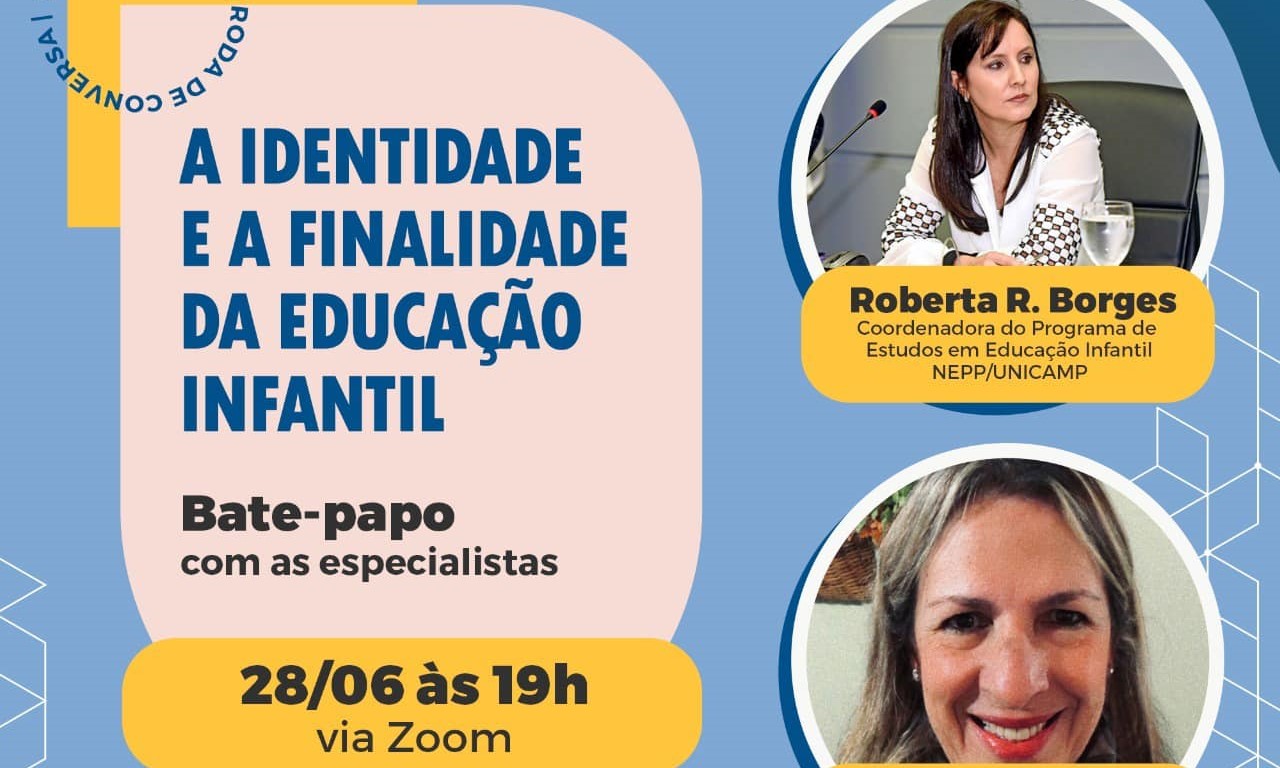 RODA DE CONVERSA |
A IDENTIDADE
E A FINALIDADE
DA EDUCAÇÃO
INFANTIL
Bate-papo
com as especialistas
28/06 às 19h
via Zoom
Roberta R. Borges
Coordenadora do Programa de
Estudos em Educação Infantil
NEPP/UNICAMP